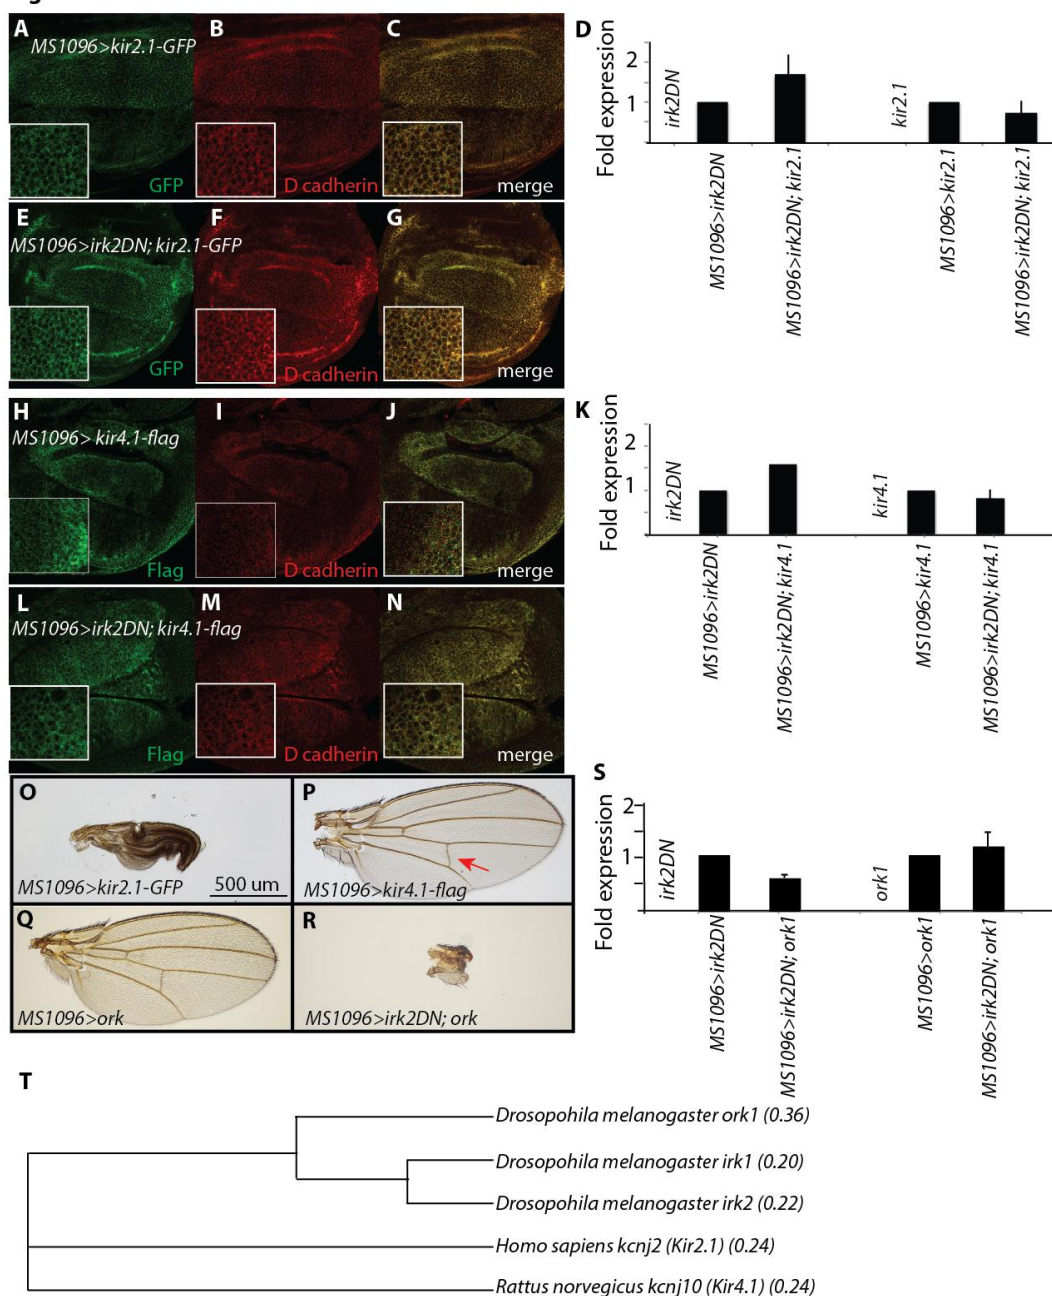 A
B
C
MS1096>kir2.1-GFP
GFP
D cadherin
merge
D
Fold expression
2
1
irk2DN
kir2.1
MS1096>irk2DN
MS1096>irk2DN; kir2.1
MS1096>kir2.1
MS1096>irk2DN; kir2.1
E
F
G
MS1096>irk2DN; kir2.1-GFP
GFP
D cadherin
merge
H
I
J
MS1096> kir4.1-flag
Flag
D cadherin
merge
K
Fold expression
2
1
irk2DN
kir4.1
MS1096>irk2DN
MS1096>irk2DN; kir4.1
MS1096>kir4.1
MS1096>irk2DN; kir4.1
L
M
N
MS1096>irk2DN; kir4.1-flag
Flag
D cadherin
merge
O
MS1096>kir2.1-GFP
500 um
P
MS1096>kir4.1-flag
Q
MS1096>ork
R
MS1096>irk2DN; ork
S
Fold expression
2
1
irk2DN
ork1
MS1096>irk2DN
MS1096>irk2DN; ork1
MS1096>ork1
MS1096>irk2DN; ork1
T
Drosopohila melanogaster ork1 (0.36)
Drosopohila melanogaster irk1 (0.20)
Drosopohila melanogaster irk2 (0.22)
Homo sapiens kcnj2 (Kir2.1) (0.24)
Rattus norvegicus kcnj10 (Kir4.1) (0.24)